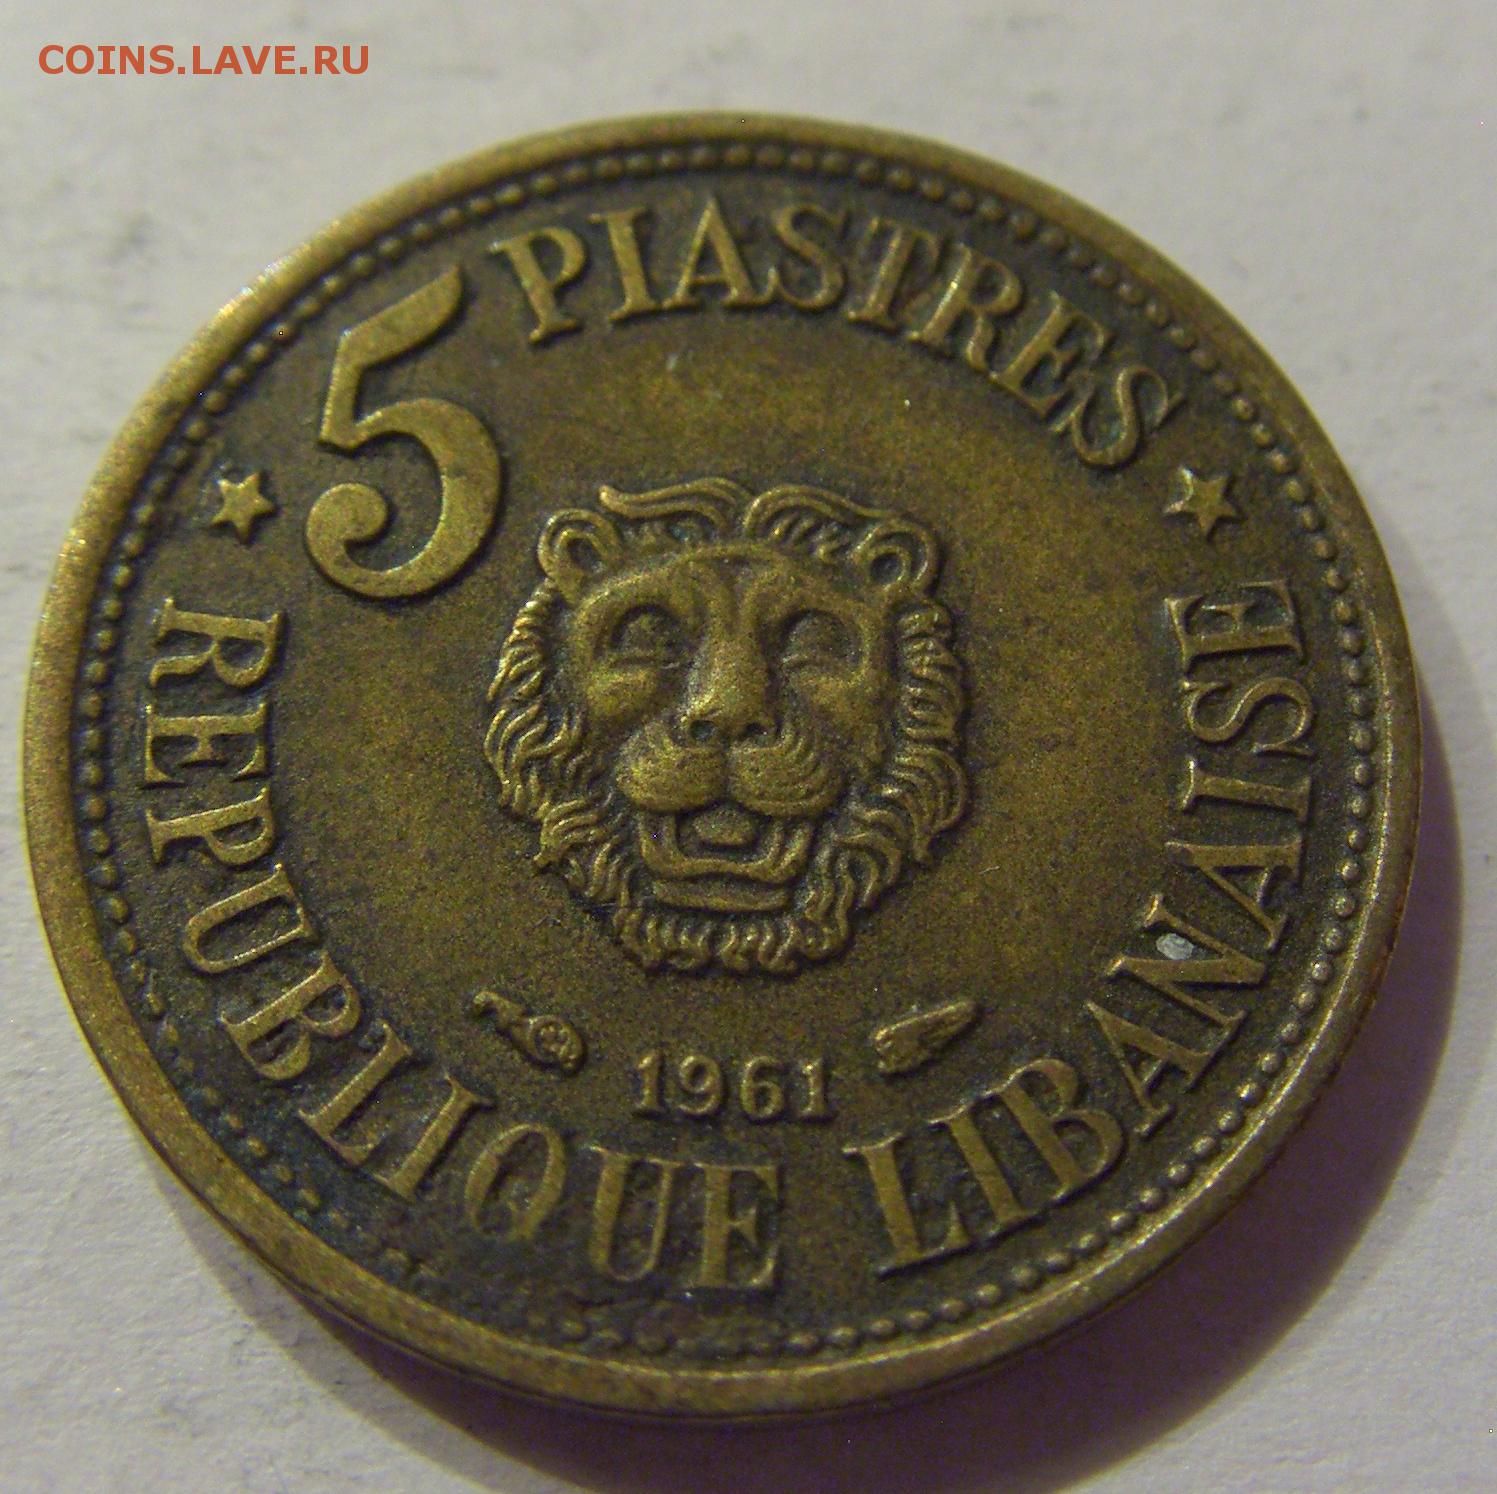 COINS.LAVE.RU
5 PIASTRES
REPUBLIQUE LIBANAISE
1961